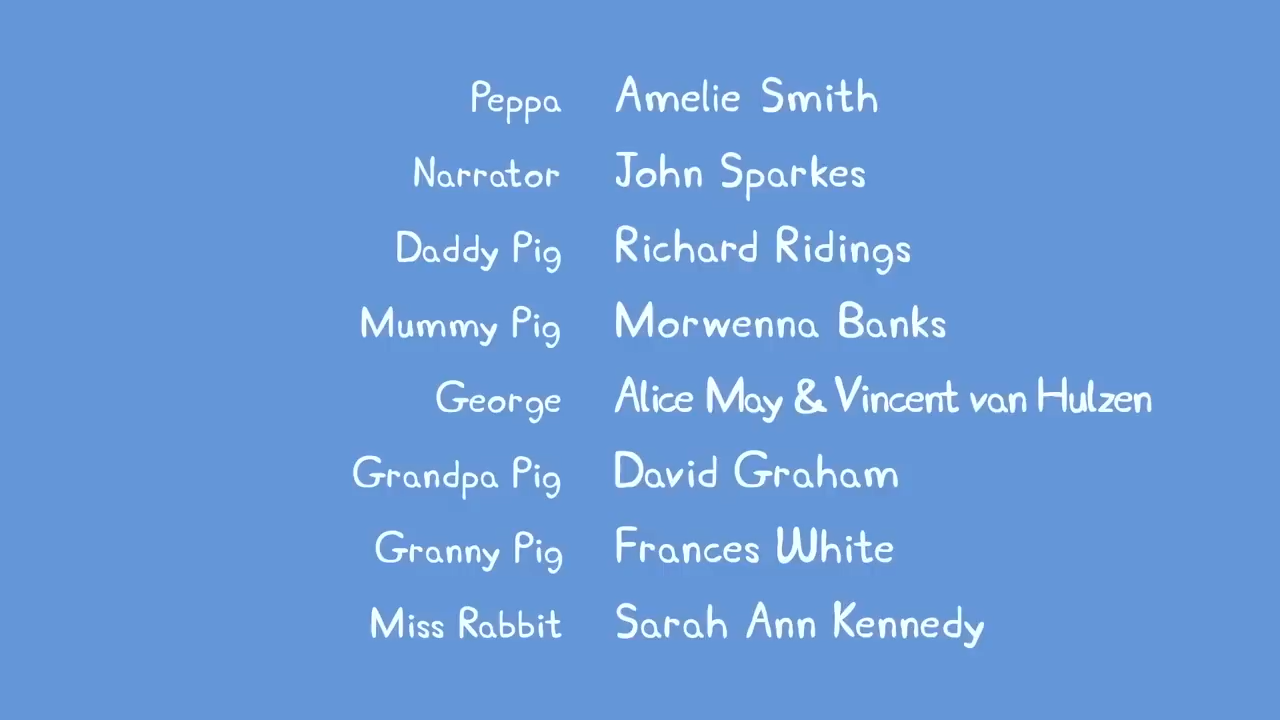 Peppa Amelie Smith
Narrator John Sparkes
Daddy Pig Richard Ridings
Mummy Pig Morwenna Banks
George Alice May & Vincent van Hulzen
Grandpa Pig David Graham
Granny Pig Frances White
Miss Rabbit Sarah Ann Kennedy